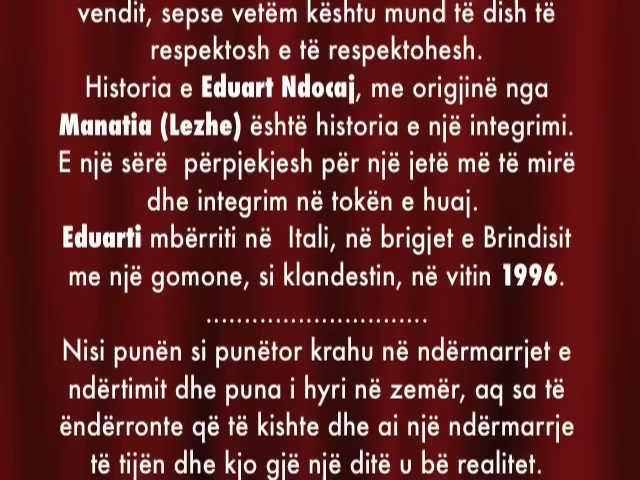 vendit, sepse vetëm kështu mund të dish të
respektosh e të respektohesh.
Historia e Eduart Ndocaj, me origjinë nga
Manatia (Lezhe) është historia e një integrimi.
E një sërë  përpjekjesh për një jetë më të mirë
dhe integrim në tokën e huaj.
Eduarti mbërriti në  Itali, në brigjet e Brindisit
me një gomone, si klandestin, në vitin 1996.
.............................
Nisi punën si punëtor krahu në ndërmarrjet e
ndërtimit dhe puna i hyri në zemër, aq sa të
ëndërronte që të kishte dhe ai një ndërmarrje
të tijën dhe kjo gjë një ditë u bë realitet.